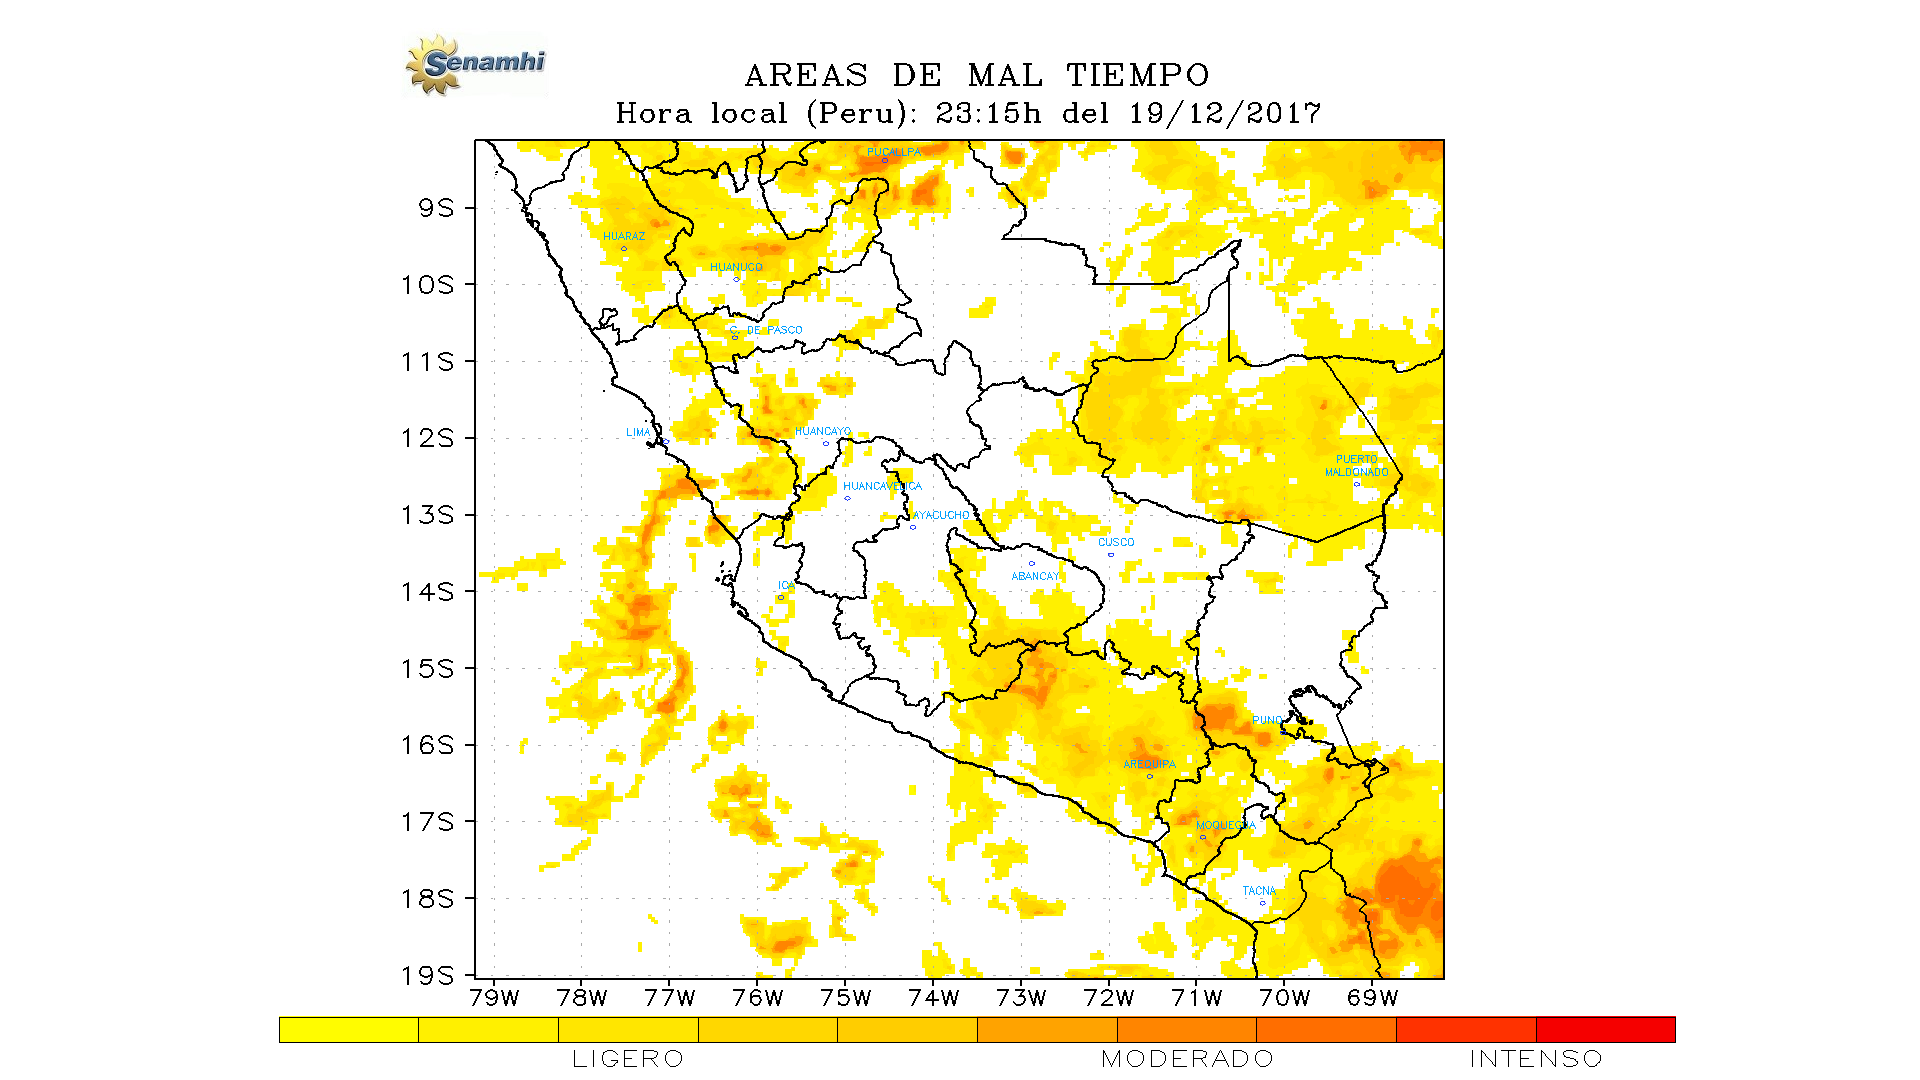 Senamhi
AREAS DE MAL TIEMPO
Hora local (Peru): 23:15h del 19/12/2017
PUCALLPA
9S
HUARAZ
HUANUCO
10S
C. DE PASCO
11S
LIMA
HUANCAYO
12S
PUERTO
MALDONADO
HUANCAVELICA
13S
AYACUCHO
CUSCO
ABANCAY
ICA
14S
15S
PUNO
16S
AREQUIPA
17S
MOQUEGUA
TACNA
18S
19S
79W 78W 77W 76W 75W 74W 73W 72W 71W 70W 69W
LIGERO MODERADO INTENSO